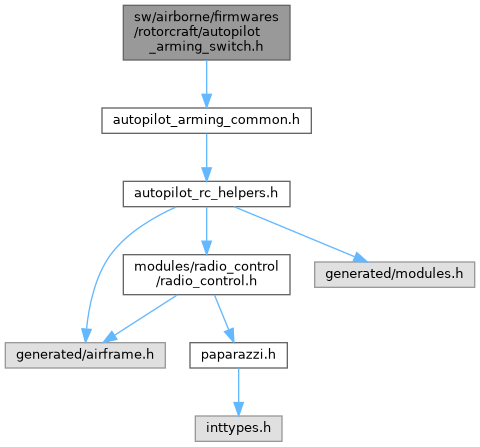 sw/airborne/firmwares
/rotorcraft/autopilot
_arming_switch.h
autopilot_arming_common.h
autopilot_rc_helpers.h
modules/radio_control
/radio_control.h
generated/modules.h
generated/airframe.h
paparazzi.h
inttypes.h